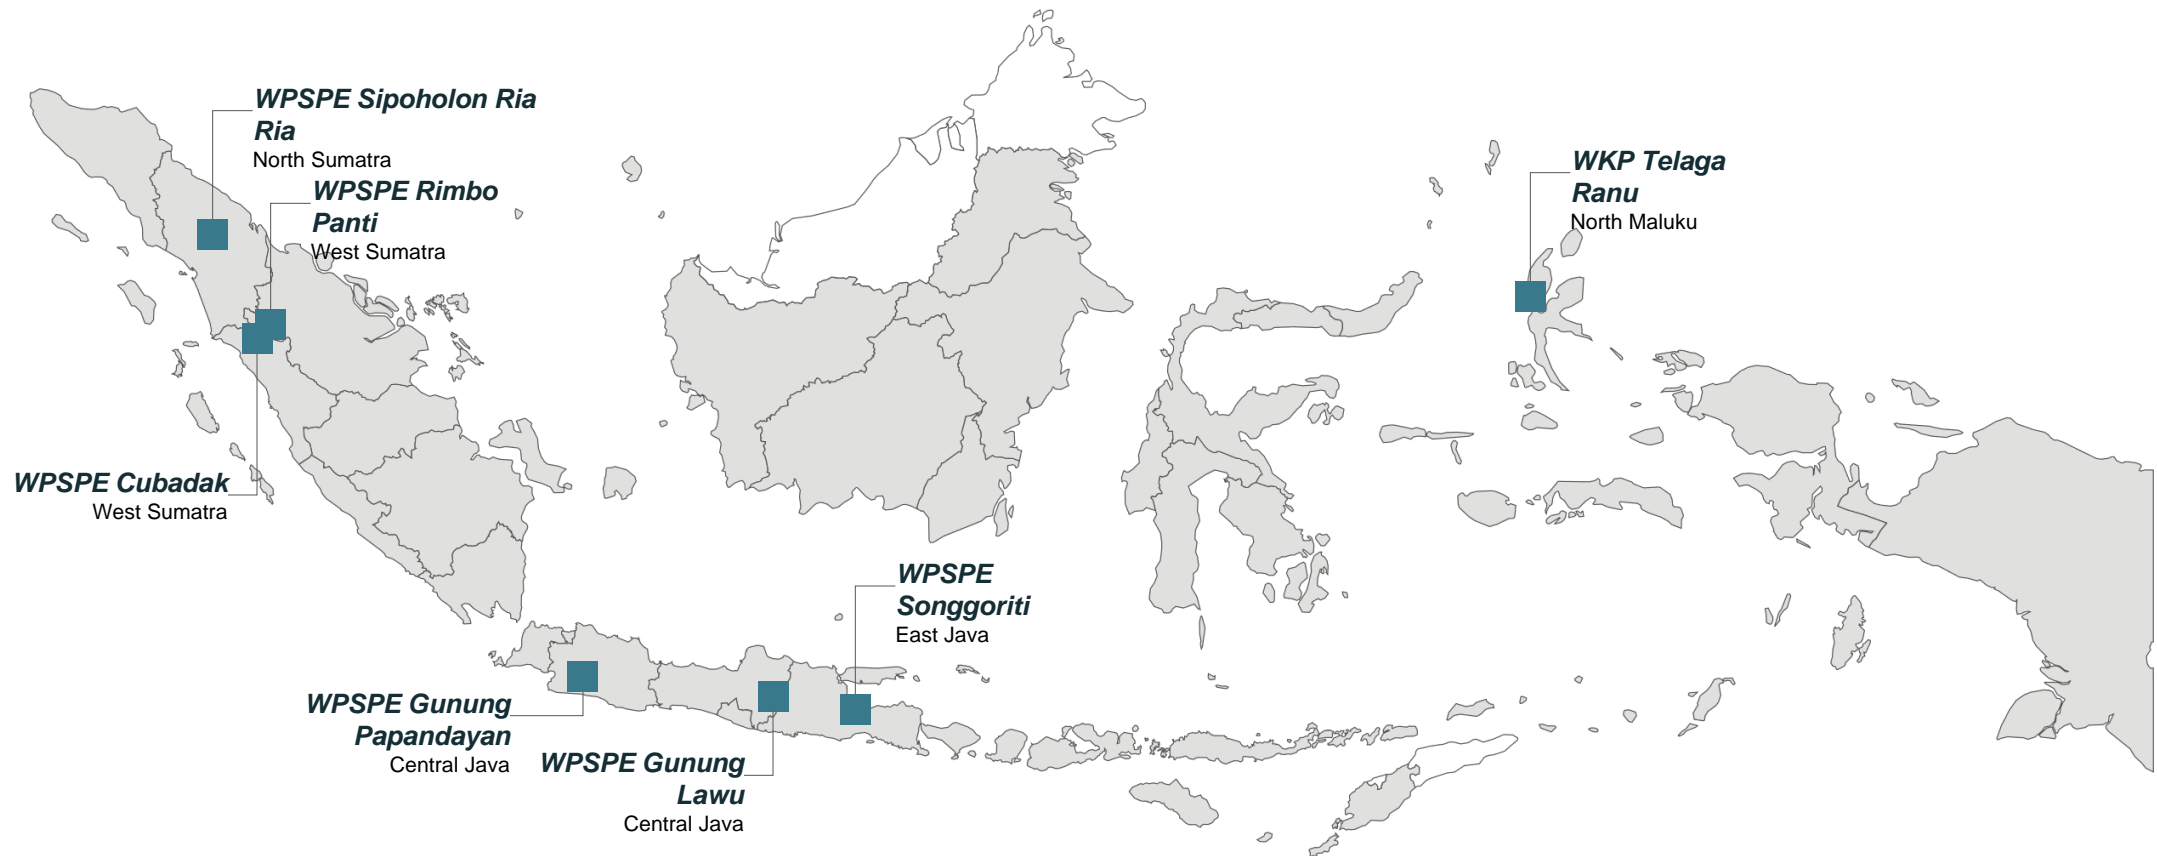 WPSPE Sipoholon Ria
Ria
North Sumatra
WPSPE Rimbo
Panti
West Sumatra
WKP Telaga
Ranu
North Maluku
WPSPE Cubadak
West Sumatra
WPSPE
Songgoriti
East Java
WPSPE Gunung
Papandayan
Central Java
WPSPE Gunung
Lawu
Central Java